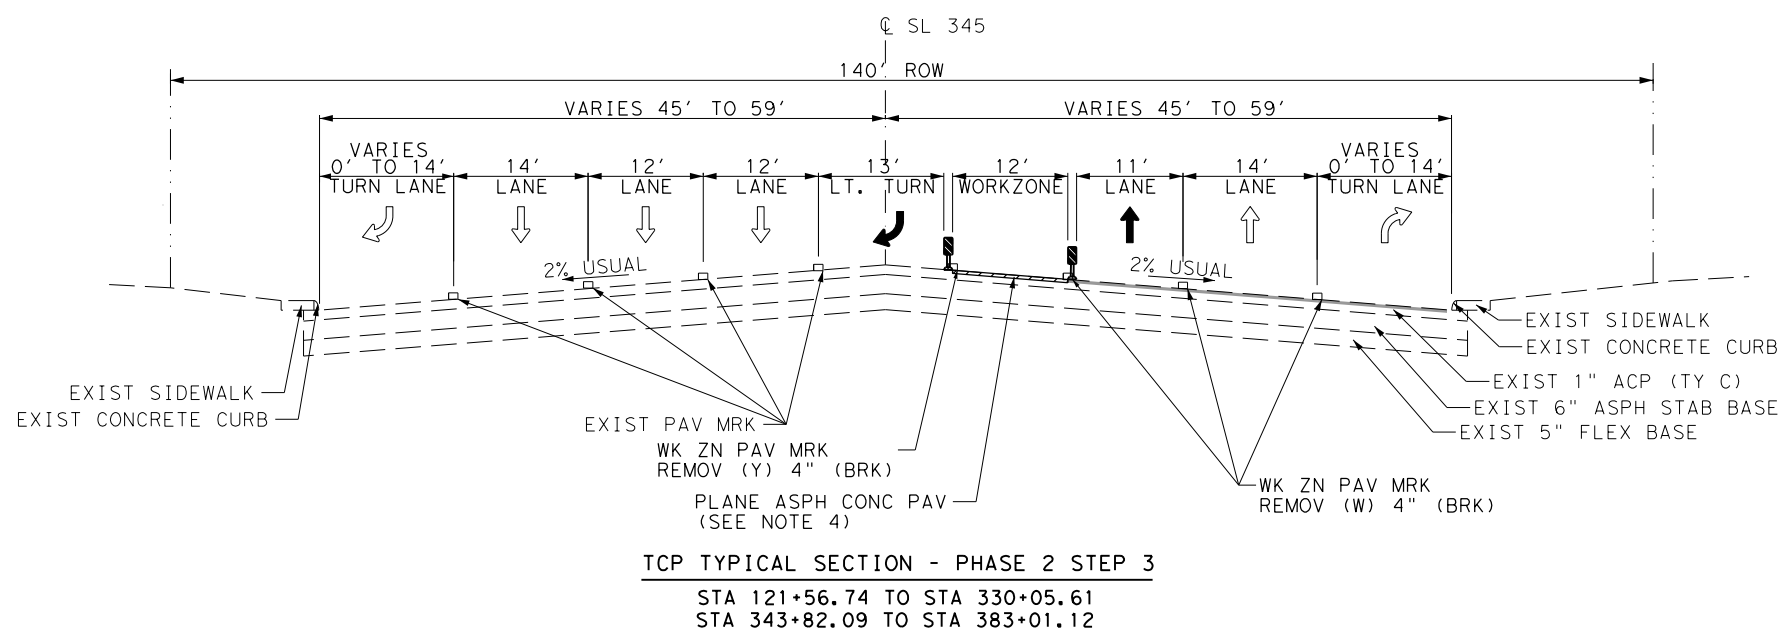 ℄ SL 345
140' ROW
VARIES 45' TO 59'
VARIES 45' TO 59'
VARIES
0' TO 14'
TURN LANE
14'
LANE
12'
LANE
12'
LANE
13'
LT. TURN
12'
WORKZONE
11'
LANE
14'
LANE
VARIES
0' TO 14'
TURN LANE
2% USUAL
2% USUAL
EXIST SIDEWALK
EXIST CONCRETE CURB
EXIST PAV MRK
WK ZN PAV MRK
REMOV (Y) 4" (BRK)
PLANE ASPH CONC PAV
(SEE NOTE 4)
WK ZN PAV MRK
REMOV (W) 4" (BRK)
EXIST SIDEWALK
EXIST CONCRETE CURB
EXIST 1" ACP (TY C)
EXIST 6" ASPH STAB BASE
EXIST 5" FLEX BASE
TCP TYPICAL SECTION - PHASE 2 STEP 3
STA 121+56.74 TO STA 330+05.61
STA 343+82.09 TO STA 383+01.12